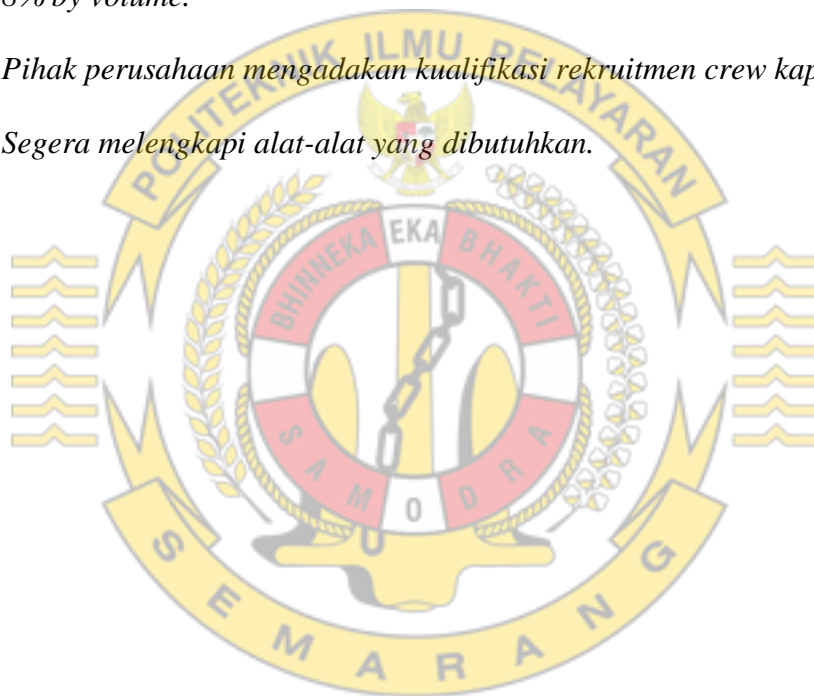 8% by volume.
Pihak perusahaan mengadakan kualifikasi rekruitmen crew kap
Segera melengkapi alat-alat yang dibutuhkan.
POLITEKNIK ILMU PELAYARAN
BHINNEKA EKA BHAKTI
SAMODRA
SEMARANG